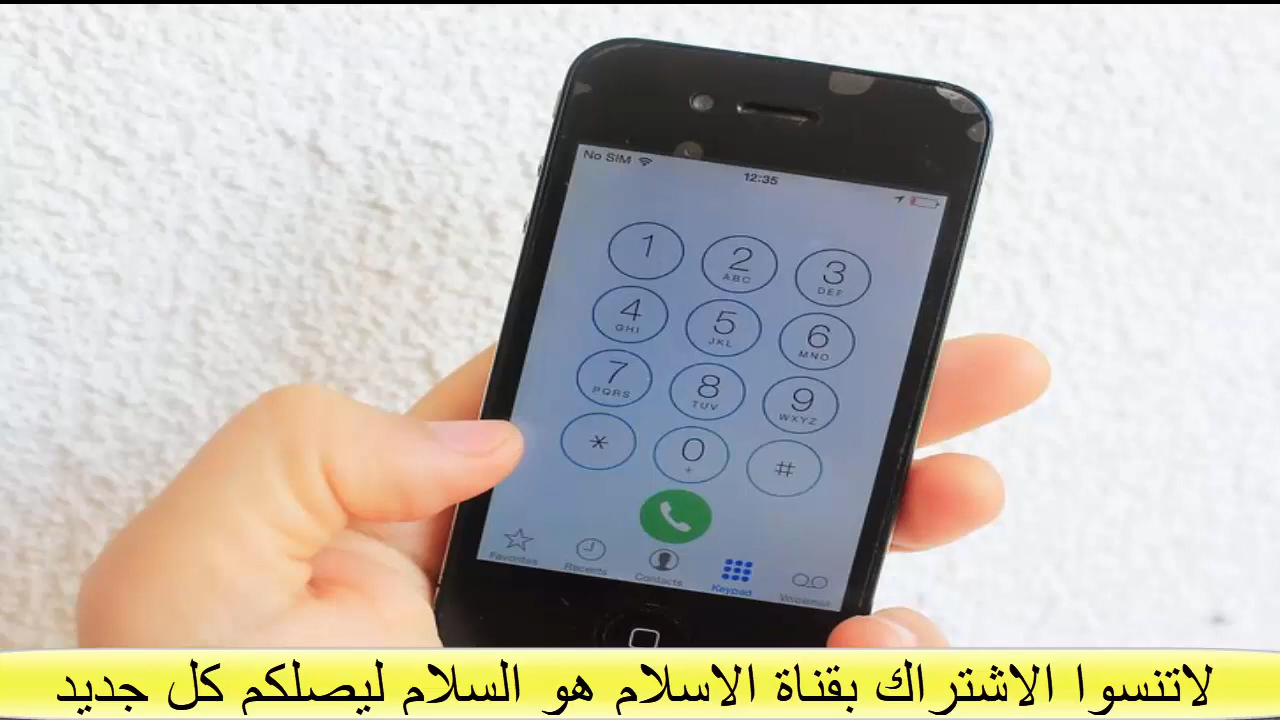 No SIM
12:35
1
2 3
ABC DEF
4 5 6
GHI JKL MNO
7 8 9
PQRS TUV WXYZ
* 0 #
+
Favorites Recents Contacts Keypad Voicemail
لاتنسوا الاشتراك بقناة الاسلام هو السلام ليصلكم كل جديد